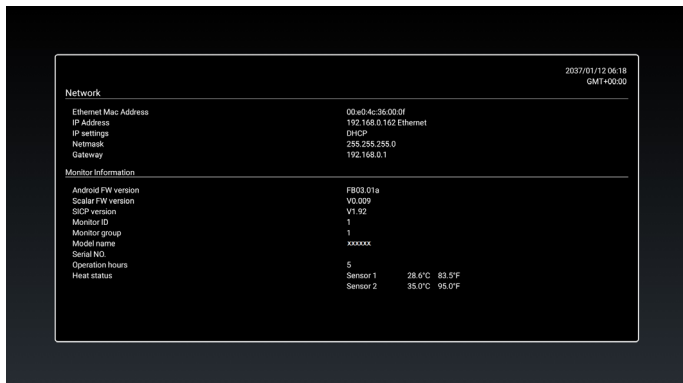 2037/01/12 06:18
GMT+00:00
Network
Ethernet Mac Address 00:e0:4c:36:00:0f
IP Address 192.168.0.162 Ethernet
IP settings DHCP
Netmask 255.255.255.0
Gateway 192.168.0.1
Monitor Information
Android FW version FB03.01a
Scalar FW version V0.009
SICP version V1.92
Monitor ID 1
Monitor group 1
Model name xxxxxx
Serial NO.
Operation hours 5
Heat status Sensor 1 28.6°C 83.5°F
Sensor 2 35.0°C 95.0°F